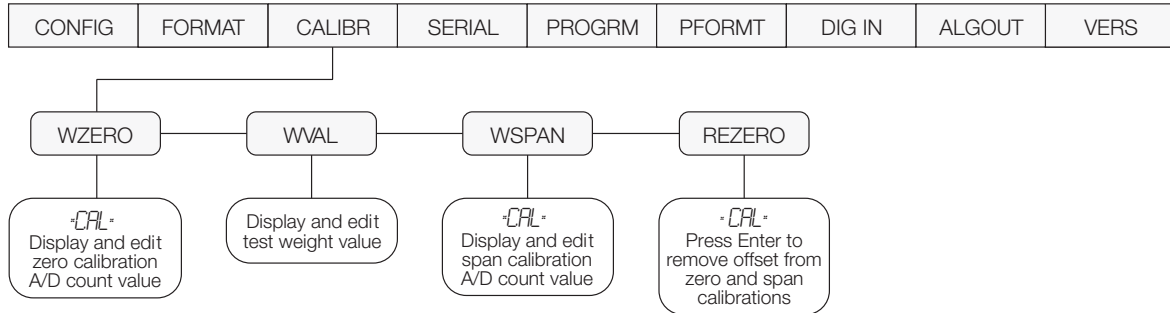 CONFIG FORMAT CALIBR SERIAL PROGRM PFORMT DIG IN ALGOUT VERS
WZERO WVAL WSPAN REZERO
"CAL"
Display and edit
zero calibration
A/D count value
Display and edit
test weight value
"CAL"
Display and edit
span calibration
A/D count value
"CAL"
Press Enter to
remove offset from
zero and span
calibrations